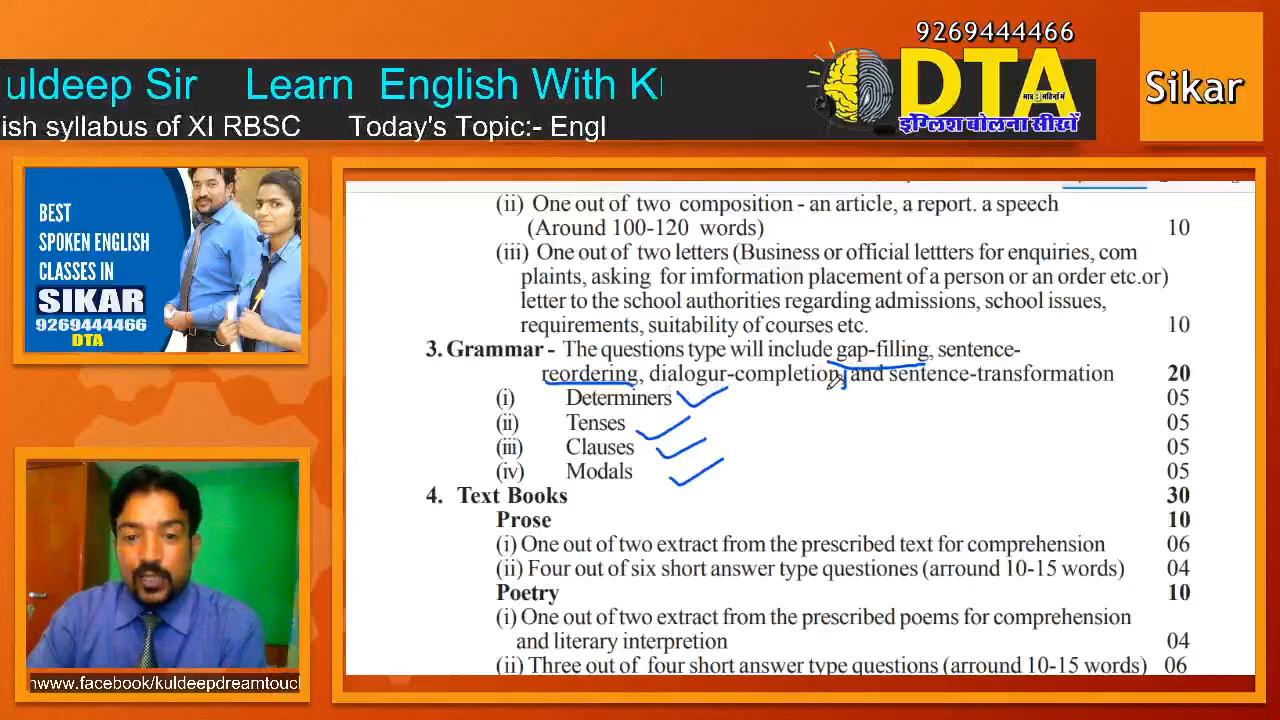 9269444466
uldeep Sir Learn English With K
DTA
मात्र 3 महिनों में
इंग्लिश बोलना सीखें
Sikar
ish syllabus of XI RBSC Today's Topic:- Engl
BEST
SPOKEN ENGLISH
CLASSES IN
SIKAR
9269444466
DTA
(ii) One out of two composition - an article, a report. a speech
(Around 100-120 words) 10
(iii) One out of two letters (Business or official lettters for enquiries, com
plaints, asking for imformation placement of a person or an order etc.or)
letter to the school authorities regarding admissions, school issues,
requirements, suitability of courses etc. 10
3. Grammar - The questions type will include gap-filling, sentence-
reordering, dialogur-completion, and sentence-transformation 20
(i) Determiners 05
(ii) Tenses 05
(iii) Clauses 05
(iv) Modals 05
4. Text Books 30
Prose 10
(i) One out of two extract from the prescribed text for comprehension 06
(ii) Four out of six short answer type questiones (arround 10-15 words) 04
Poetry 10
(i) One out of two extract from the prescribed poems for comprehension
and literary interpretion 04
(ii) Three out of four short answer type questions (arround 10-15 words) 06
www.facebook/kuldeepdreamtouc